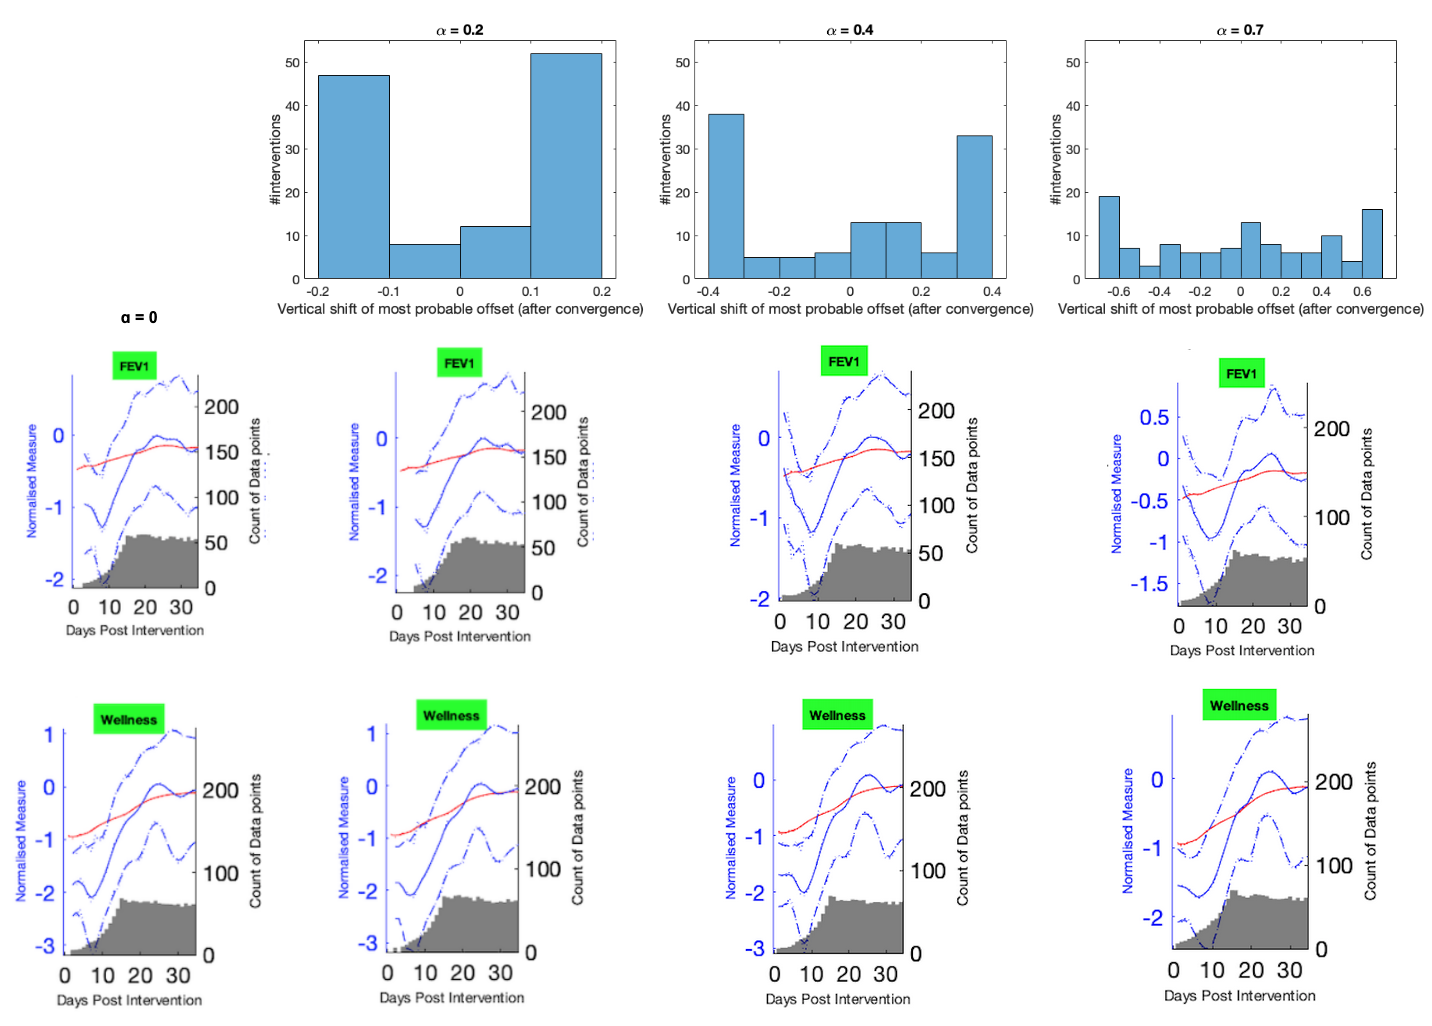 α = 0.2
α = 0.4
α = 0.7
50
40
30
20
10
0
#interventions
-0.2 -0.1 0 0.1 0.2
Vertical shift of most probable offset (after convergence)
50
40
30
20
10
0
#interventions
-0.4 -0.2 0 0.2 0.4
Vertical shift of most probable offset (after convergence)
50
40
30
20
10
0
#interventions
-0.6 -0.4 -0.2 0 0.2 0.4 0.6
Vertical shift of most probable offset (after convergence)
α = 0
FEV1
Normalised Measure
0
-1
-2
200
150
100
50
0
Count of Data points
0 10 20 30
Days Post Intervention
FEV1
Normalised Measure
0
-1
-2
200
150
100
50
0
Count of Data points
0 10 20 30
Days Post Intervention
FEV1
Normalised Measure
0
-1
-2
200
150
100
50
0
Count of Data points
0 10 20 30
Days Post Intervention
FEV1
Normalised Measure
0.5
0
-0.5
-1
-1.5
200
100
0
Count of Data points
0 10 20 30
Days Post Intervention
Wellness
Normalised Measure
1
0
-1
-2
-3
200
100
0
Count of Data points
0 10 20 30
Days Post Intervention
Wellness
Normalised Measure
1
0
-1
-2
-3
200
100
0
Count of Data points
0 10 20 30
Days Post Intervention
Wellness
Normalised Measure
0
-1
-2
-3
200
100
0
Count of Data points
0 10 20 30
Days Post Intervention
Wellness
Normalised Measure
0
-1
-2
200
100
0
Count of Data points
0 10 20 30
Days Post Intervention